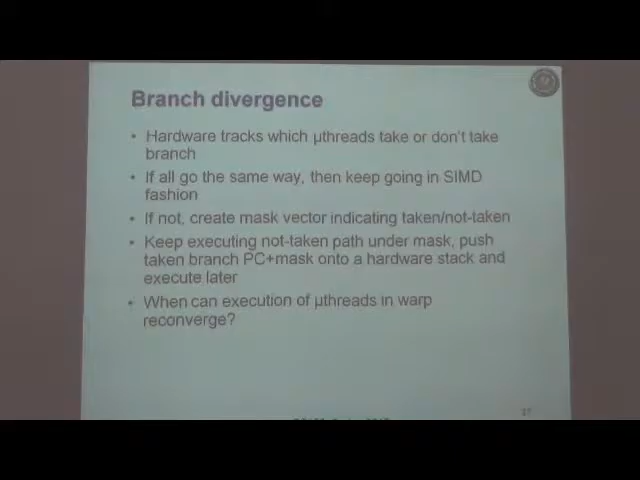 Branch divergence
• Hardware tracks which µthreads take or don't take
branch
• If all go the same way, then keep going in SIMD
fashion
• If not, create mask vector indicating taken/not-taken
• Keep executing not-taken path under mask, push
taken branch PC+mask onto a hardware stack and
execute later
• When can execution of µthreads in warp
reconverge?